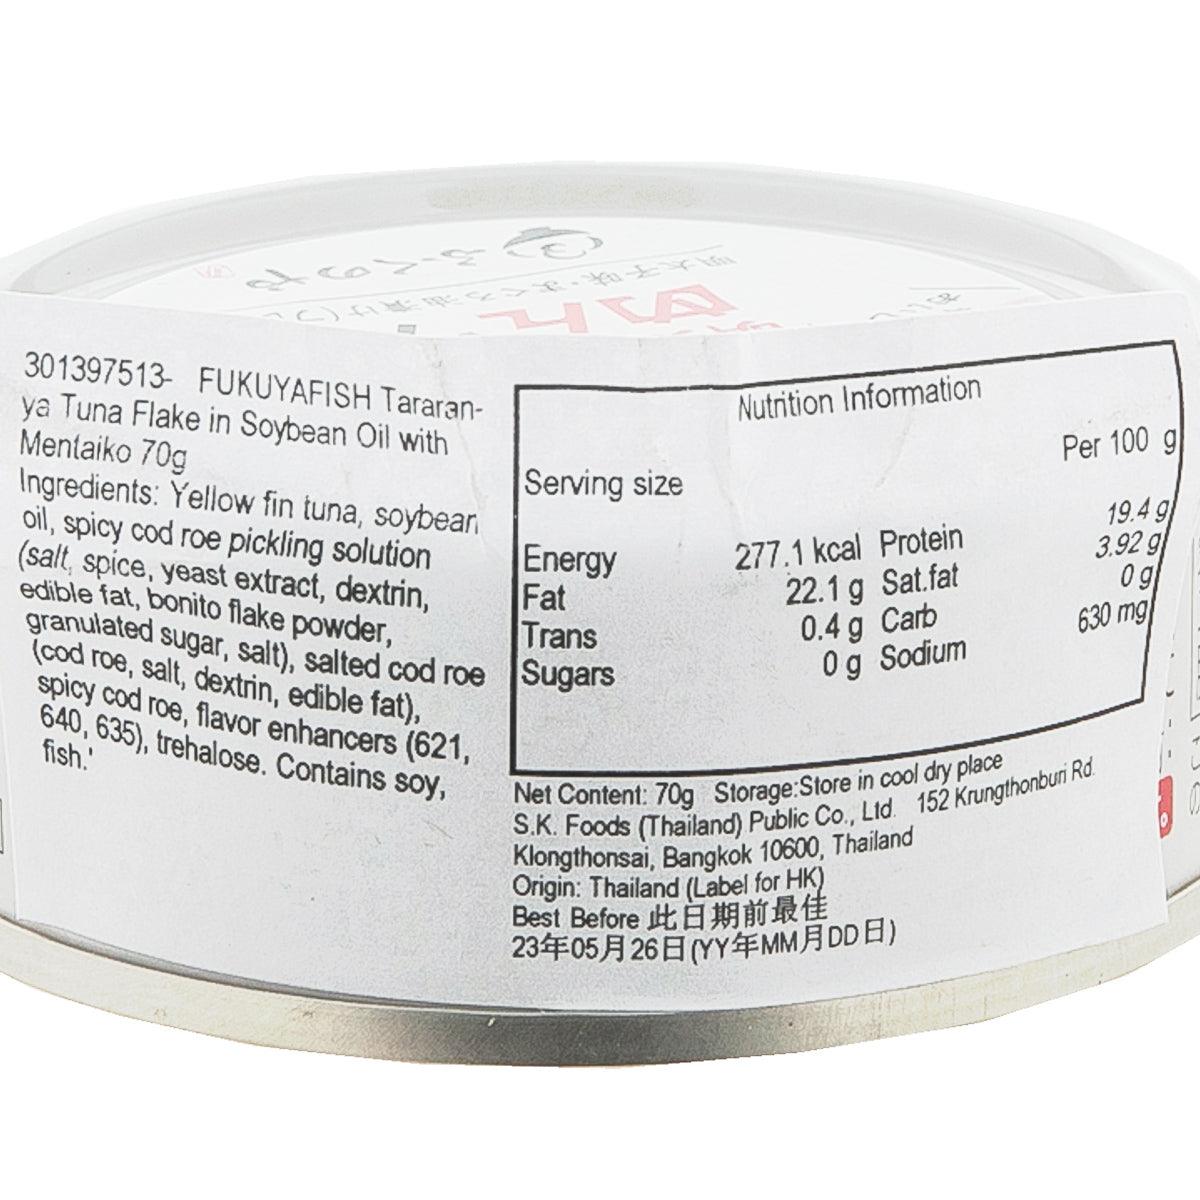 ふくのや
301397513- FUKUYAFISH Tararan-
ya Tuna Flake in Soybean Oil with
Mentaiko 70g
Ingredients: Yellow fin tuna, soybean
oil, spicy cod roe pickling solution
(salt, spice, yeast extract, dextrin,
edible fat, bonito flake powder,
granulated sugar, salt), salted cod roe
(cod roe, salt, dextrin, edible fat),
spicy cod roe, flavor enhancers (621,
640, 635), trehalose. Contains soy,
fish.'
Nutrition Information
Per 100 g
Serving size
Energy 277.1 kcal Protein 19.4 g
Fat 22.1 g Sat.fat 3.92 g
Trans 0.4 g Carb 0 g
Sugars 0 g Sodium 630 mg
Net Content: 70g Storage:Store in cool dry place
S.K. Foods (Thailand) Public Co., Ltd. 152 Krungthonburi Rd.
Klongthonsai, Bangkok 10600, Thailand
Origin: Thailand (Label for HK)
Best Before 此日期前最佳
23年05月26日(YY年MM月DD日)